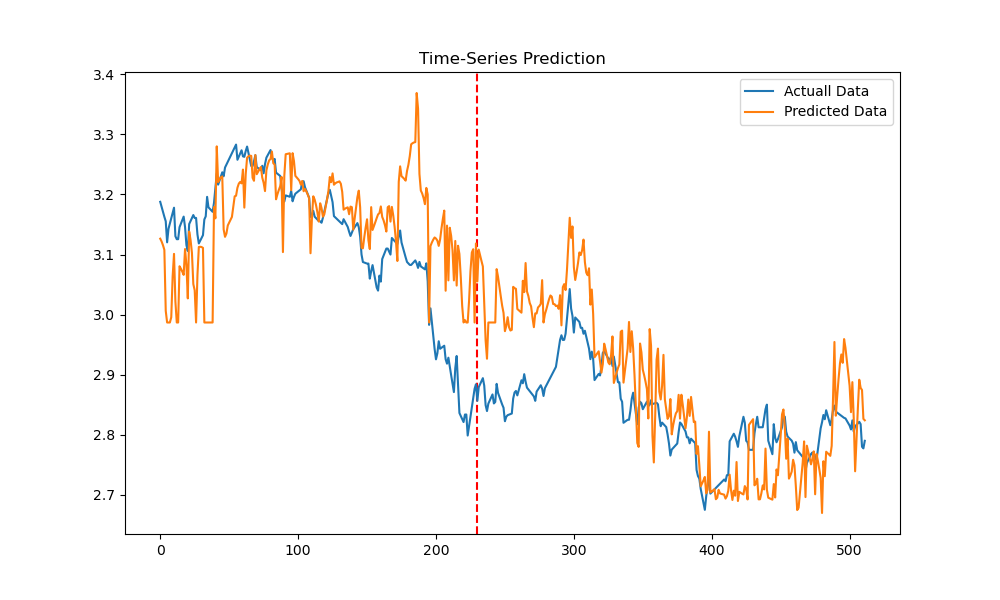 Time-Series Prediction
3.4
3.3
3.2
3.1
3.0
2.9
2.8
2.7
0 100 200 300 400 500
Actuall Data
Predicted Data